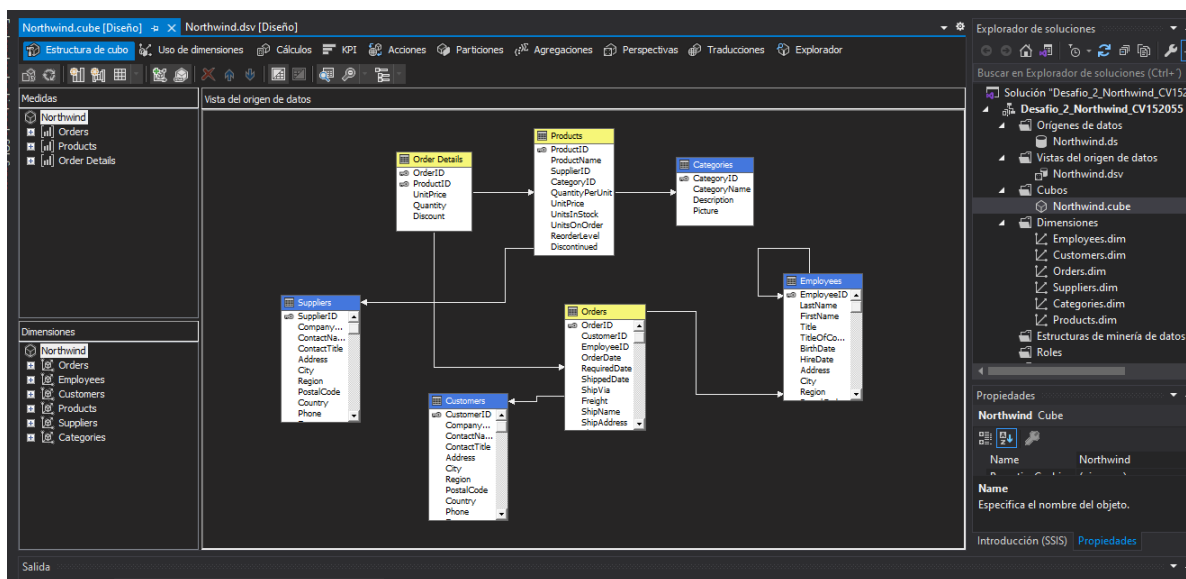 Northwind.cube [Diseño]
Northwind.dsv [Diseño]
Estructura de cubo
Uso de dimensiones
Cálculos
KPI
Acciones
Particiones
Agregaciones
Perspectivas
Traducciones
Explorador
Medidas
Northwind
Orders
Products
Order Details
Dimensiones
Northwind
Orders
Employees
Customers
Products
Suppliers
Categories
Vista del origen de datos
Order Details
OrderID
ProductID
UnitPrice
Quantity
Discount
Products
ProductID
ProductName
SupplierID
CategoryID
QuantityPerUnit
UnitPrice
UnitsInStock
UnitsOnOrder
ReorderLevel
Discontinued
Categories
CategoryID
CategoryName
Description
Picture
Suppliers
SupplierID
Company...
ContactNa...
ContactTitle
Address
City
Region
PostalCode
Country
Phone
Orders
OrderID
CustomerID
EmployeeID
OrderDate
RequiredDate
ShippedDate
ShipVia
Freight
ShipName
ShipAddress
Employees
EmployeeID
LastName
FirstName
Title
TitleOfCo...
BirthDate
HireDate
Address
City
Region
Customers
CustomerID
Company...
ContactNa...
ContactTitle
Address
City
Region
PostalCode
Country
Phone
Explorador de soluciones
Buscar en Explorador de soluciones (Ctrl+´)
Solución "Desafio_2_Northwind_CV152
Desafio_2_Northwind_CV152055
Orígenes de datos
Northwind.ds
Vistas del origen de datos
Northwind.dsv
Cubos
Northwind.cube
Dimensiones
Employees.dim
Customers.dim
Orders.dim
Suppliers.dim
Categories.dim
Products.dim
Estructuras de minería de datos
Roles
Propiedades
Northwind Cube
Name Northwind
Name
Especifica el nombre del objeto.
Introducción (SSIS) Propiedades
Salida